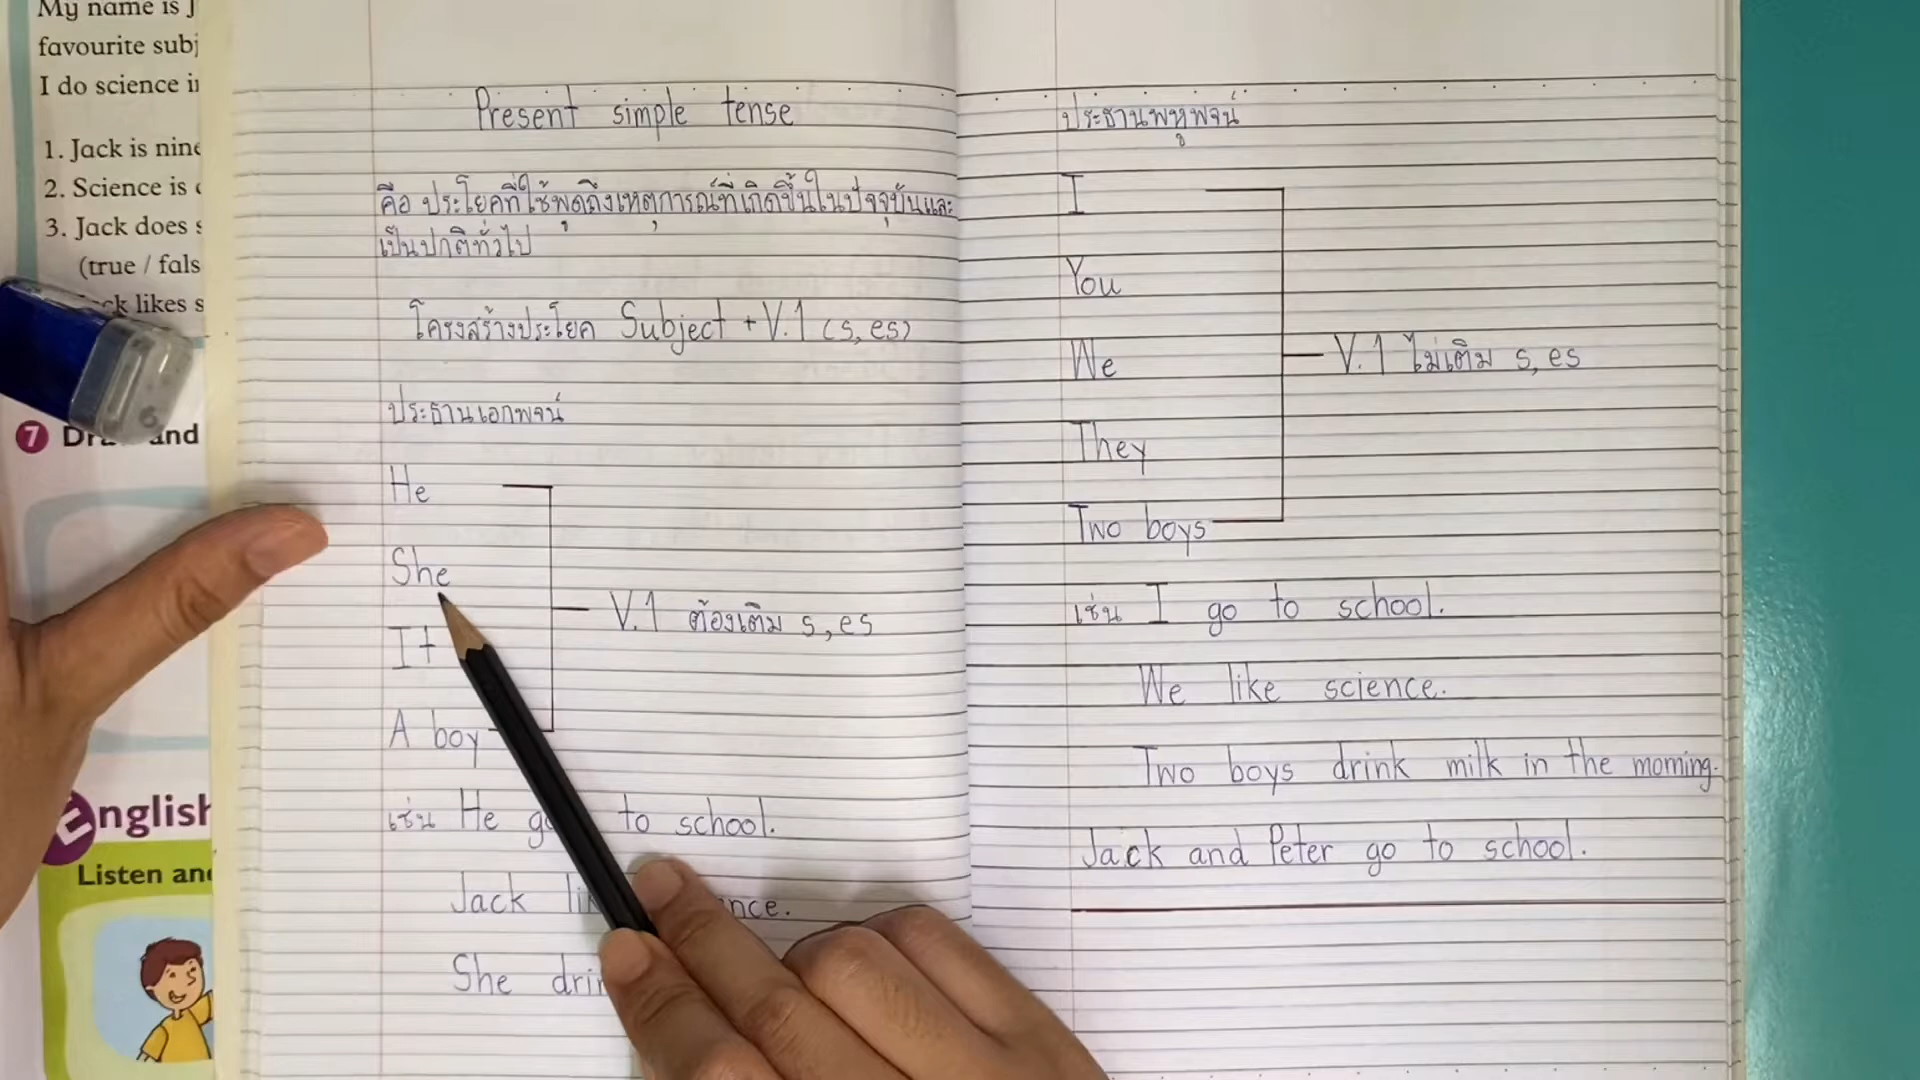 My name is J
favourite subj
I do science i
1. Jack is nine
2. Science is
3. Jack does s
(true / fals
likes s
7 and
English
Listen and
Present simple tense
คือ ประโยคที่ใช้พูดถึงเหตุการณ์ที่เกิดขึ้นในปัจจุบันและ
เป็นปกติทั่วไป
โครงสร้างประโยค Subject + V.1 (s, es)
ประธานเอกพจน์
He
She
It
A boy
V.1 ต้องเติม s, es
เช่น He to school.
Jack
She
ประธานพหูพจน์
I
You
We
They
Two boys
V.1 ไม่เติม s, es
เช่น I go to school.
We like science.
Two boys drink milk in the morning.
Jack and Peter go to school.